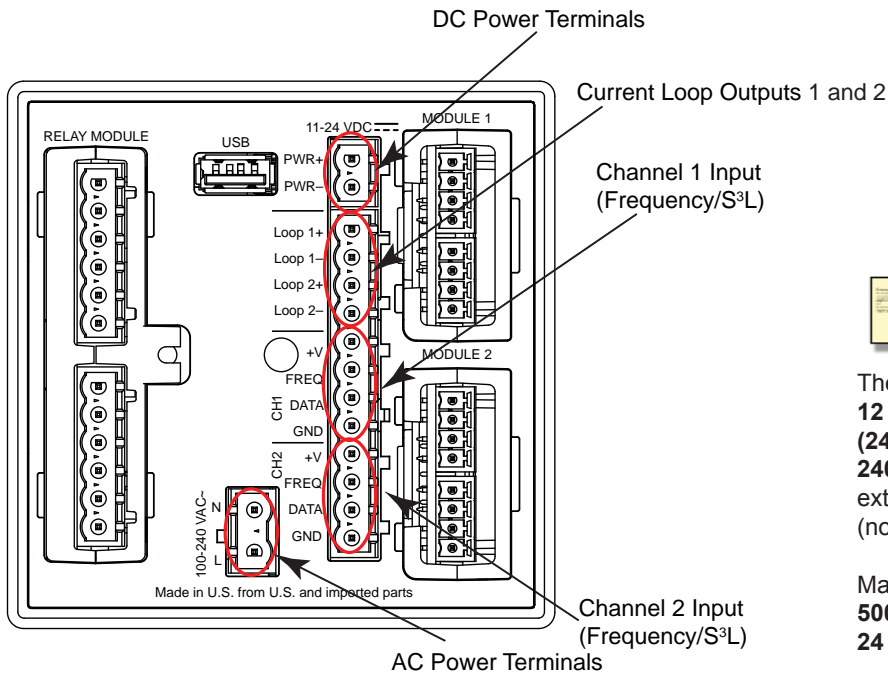 DC Power Terminals
Current Loop Outputs 1 and 2
Channel 1 Input
(Frequency/S³L)
RELAY MODULE
USB
11-24 VDC
MODULE 1
PWR+
PWR–
Loop 1+
Loop 1–
Loop 2+
Loop 2–
MODULE 2
CH1
+V
FREQ
DATA
GND
CH2
+V
FREQ
DATA
GND
100-240 VAC~
N
L
Made in U.S. from U.S. and imported parts
Channel 2 Input
(Frequency/S³L)
AC Power Terminals
The
12
(24
240
ext
(no
Ma
500
24